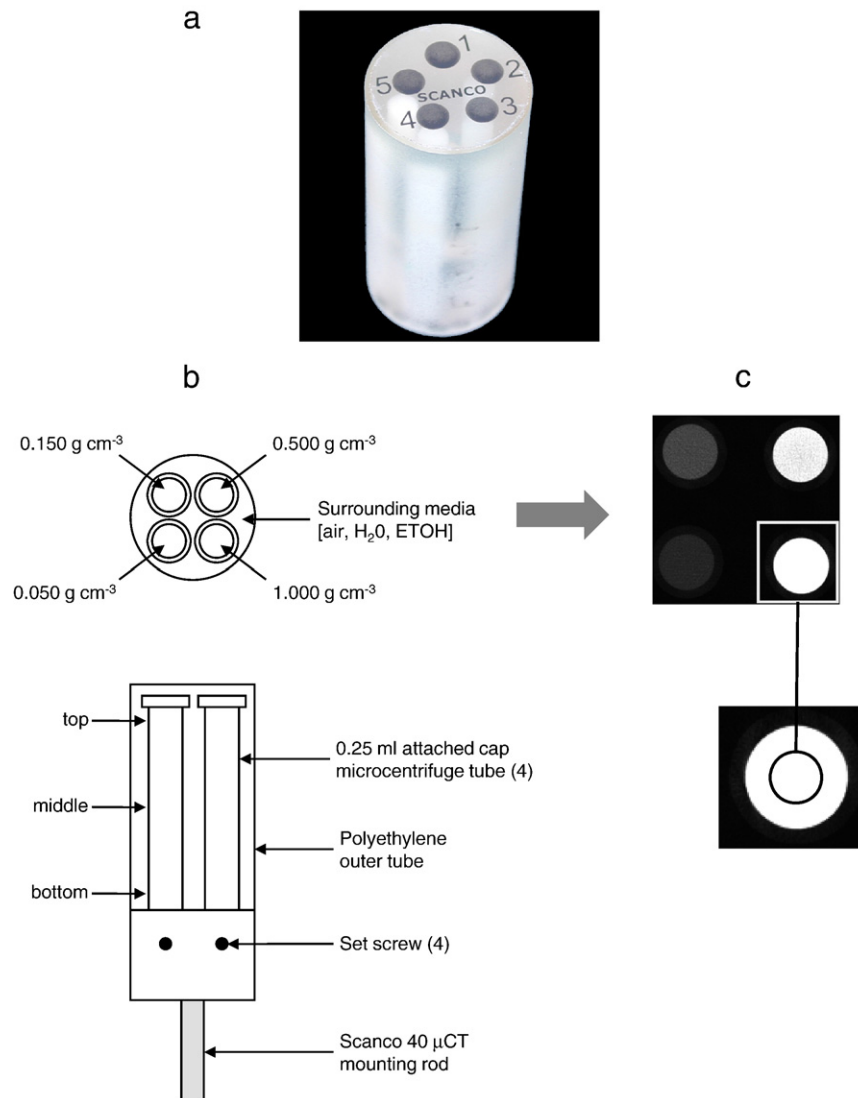 a
1
2
5
SCANCO
4
3
b
c
0.150 g cm⁻³
0.500 g cm⁻³
Surrounding media
[air, H₂0, ETOH]
0.050 g cm⁻³
1.000 g cm⁻³
top
0.25 ml attached cap
microcentrifuge tube (4)
middle
Polyethylene
outer tube
bottom
Set screw (4)
Scanco 40 μCT
mounting rod